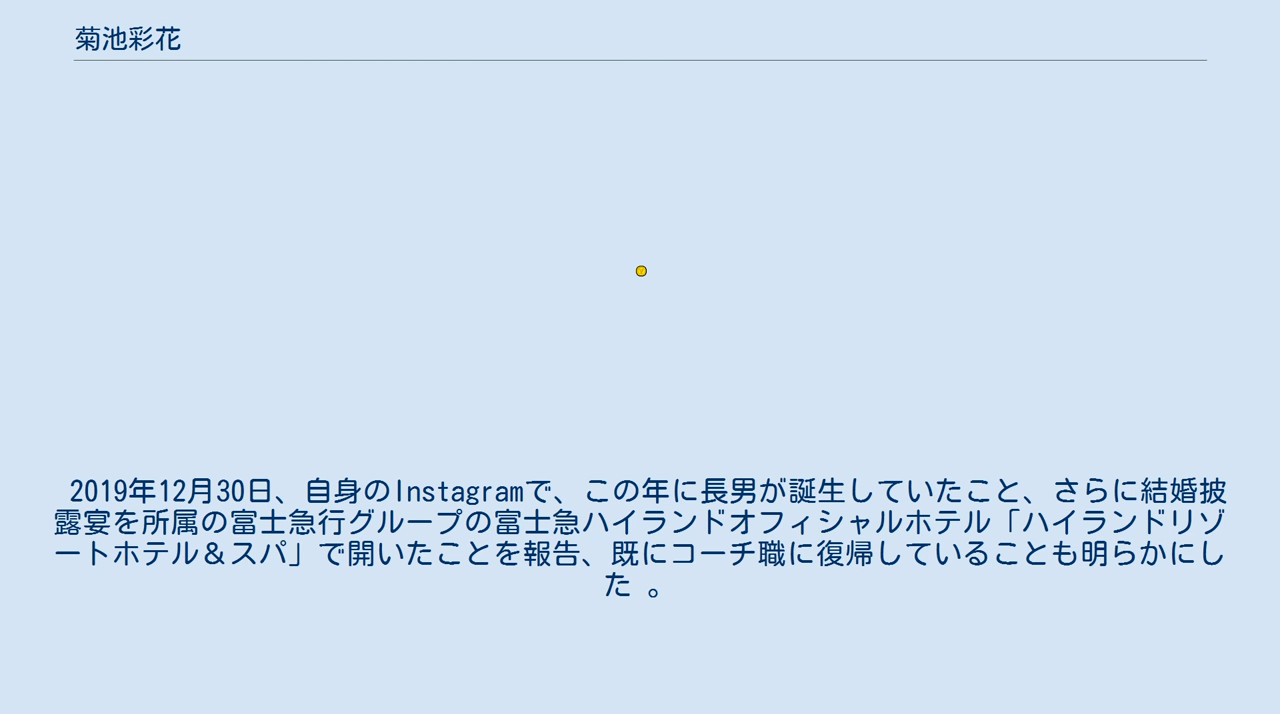 菊池彩花
2019年12月30日、自身のInstagramで、この年に長男が誕生していたこと、さらに結婚披
露宴を所属の富士急行グループの富士急ハイランドオフィシャルホテル「ハイランドリゾ
ートホテル＆スパ」で開いたことを報告、既にコーチ職に復帰していることも明らかにし
た 。